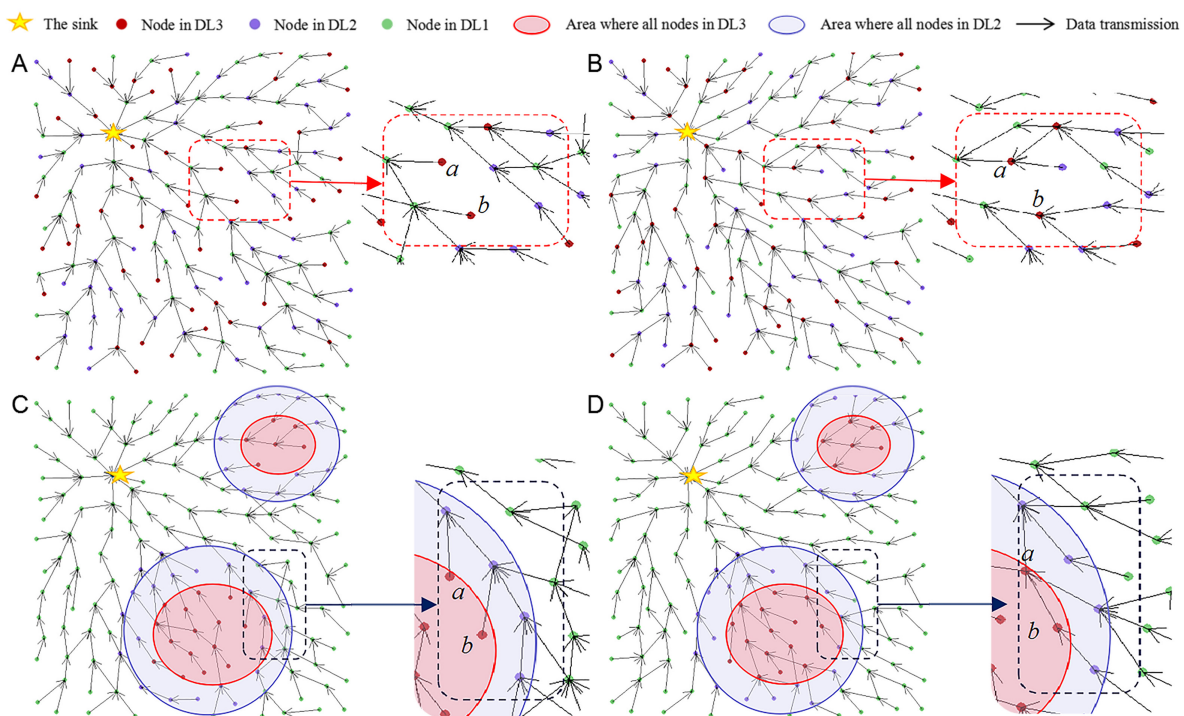 The sink Node in DL3 Node in DL2 Node in DL1 Area where all nodes in DL3 Area where all nodes in DL2 Data transmission
A
a
b
B
a
b
C
a
b
D
a
b